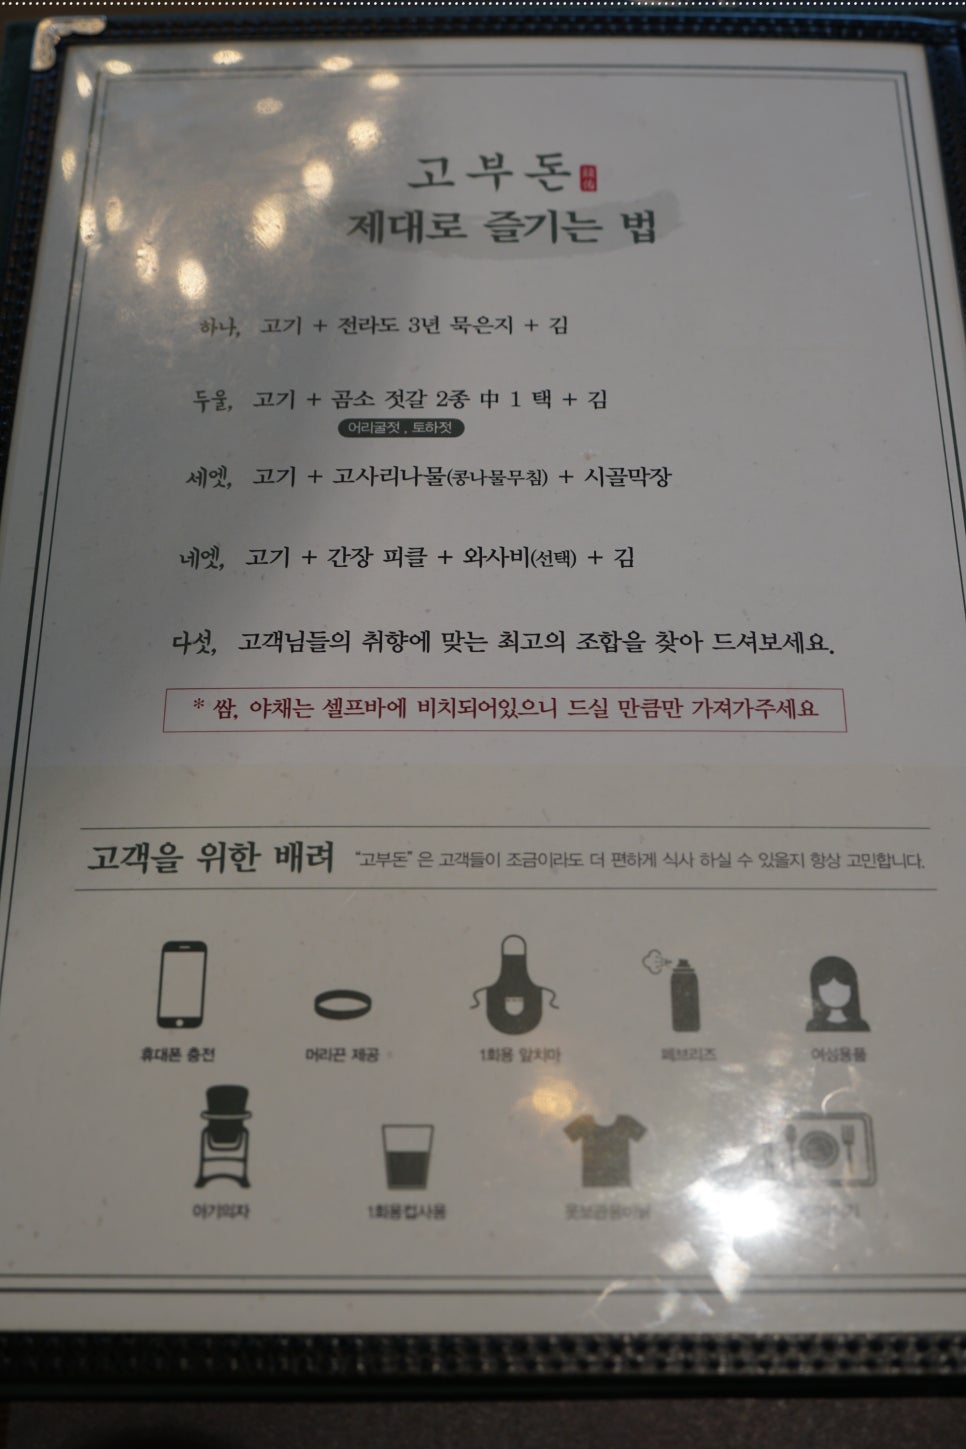 고부돈
제대로 즐기는 법
하나, 고기 + 전라도 3년 묵은지 + 김
두울, 고기 + 곰소 젓갈 2종 中 1 택 + 김
어리굴젓 . 토하젓
세엣, 고기 + 고사리나물(콩나물무침) + 시골막장
네엣, 고기 + 간장 피클 + 와사비(선택) + 김
다섯, 고객님들의 취향에 맞는 최고의 조합을 찾아 드셔보세요.
* 쌈, 야채는 셀프바에 비치되어있으니 드실 만큼만 가져가주세요
고객을 위한 배려 "고부돈" 은 고객들이 조금이라도 더 편하게 식사 하실 수 있을지 항상 고민합니다.
휴대폰 충전 머리끈 제공 1회용 앞치마 페브리즈 여성용품
아기의자 1회용컵사용 옷보관용비닐